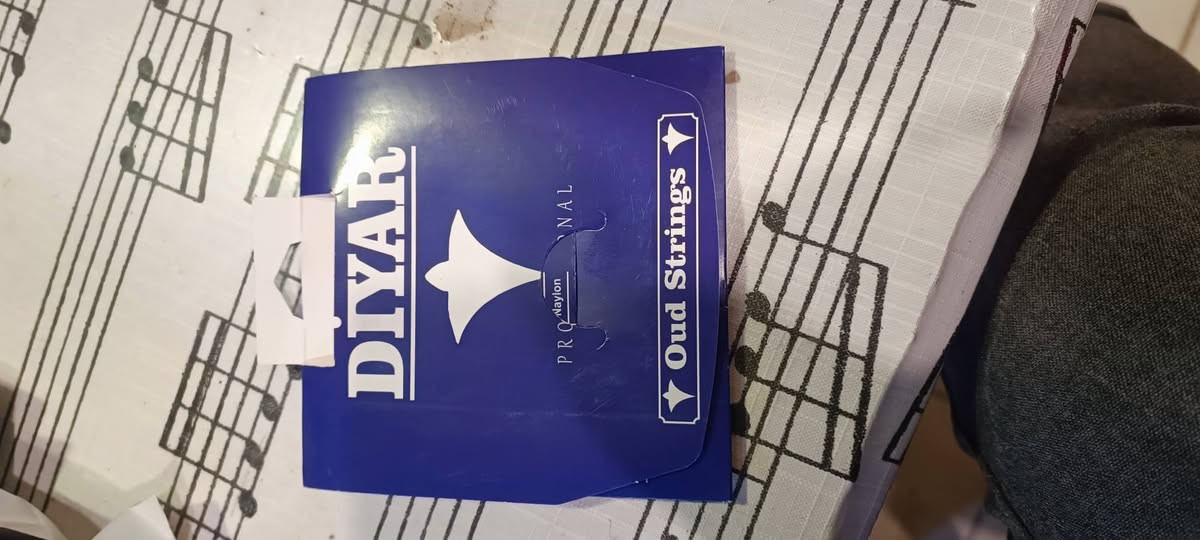 DIYAR
PRO NAL
Naylon
Oud Strings